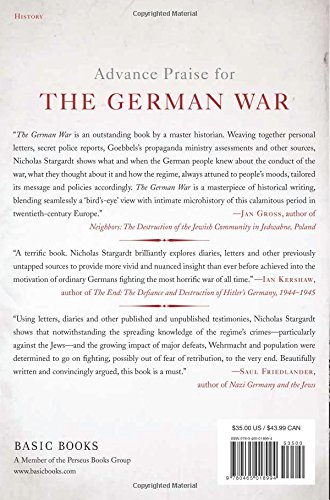 HISTORY
Advance Praise for
THE GERMAN WAR
"The German War is an outstanding book by a master historian. Weaving together personal
letters, secret police reports, Goebbels's propaganda ministry assessments and other sources,
Nicholas Stargardt shows what and when the German people knew about the conduct of the
war, what they thought about it and how the regime, always attuned to people's moods, tailored
its message and policies accordingly. The German War is a masterpiece of historical writing,
blending seamlessly a 'bird's-eye' view with intimate microhistory of this calamitous period in
twentieth-century Europe."
—JAN GROSS, author of
Neighbors: The Destruction of the Jewish Community in Jedwabne, Poland
"A terrific book. Nicholas Stargardt brilliantly explores diaries, letters and other previously
untapped sources to provide more vivid and nuanced insight than ever before achieved into the
motivation of ordinary Germans fighting the most horrific war of all time." —IAN KERSHAW,
author of The End: The Defiance and Destruction of Hitler's Germany, 1944–1945
"Using letters, diaries and other published and unpublished testimonies, Nicholas Stargardt
shows that notwithstanding the spreading knowledge of the regime's crimes—particularly
against the Jews—and the growing impact of major defeats, Wehrmacht and population were
determined to go on fighting, possibly out of fear of retribution, to the very end. Beautifully
written and convincingly argued, this book is a must."
—SAUL FRIEDLANDER,
author of Nazi Germany and the Jews
$35.00 US / $43.99 CAN
ISBN 978-0-465-01899-4
53500
9 780465 018994
BASIC BOOKS
A Member of the Perseus Books Group
www.basicbooks.com